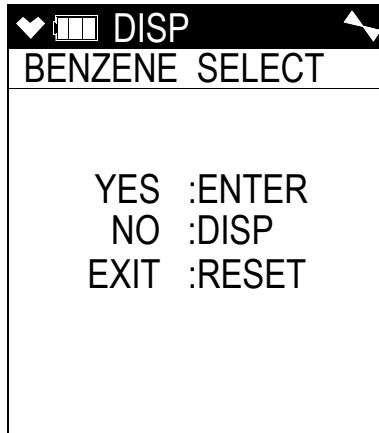 DISP
BENZENE SELECT
YES :ENTER
NO :DISP
EXIT :RESET